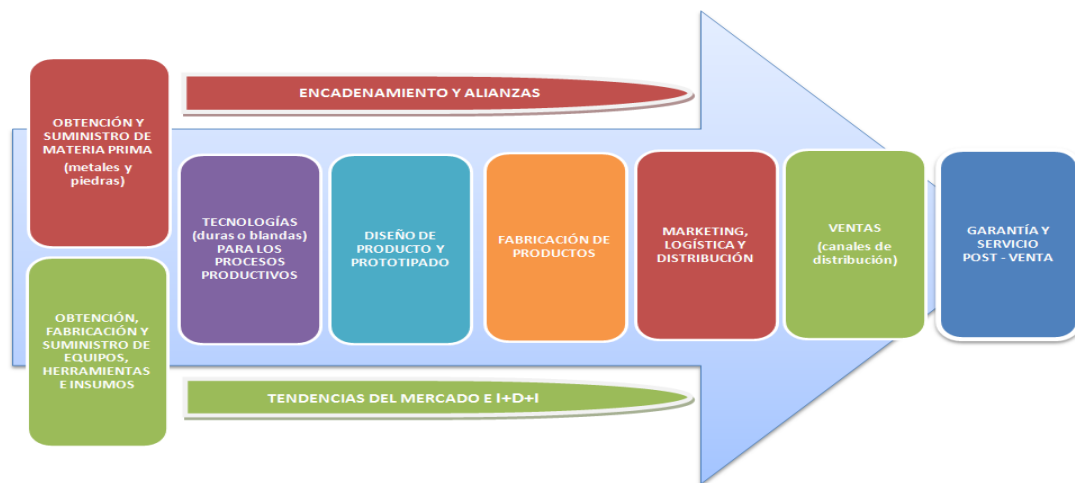 ENCADENAMIENTO Y ALIANZAS
OBTENCIÓN Y
SUMINISTRO DE
MATERIA PRIMA
(metales y
piedras)
OBTENCIÓN,
FABRICACIÓN Y
SUMINISTRO DE
EQUIPOS,
HERRAMIENTAS
E INSUMOS
TECNOLOGÍAS
(duras o blandas)
PARA LOS
PROCESOS
PRODUCTIVOS
DISEÑO DE
PRODUCTO Y
PROTOTIPADO
FABRICACIÓN DE
PRODUCTOS
MARKETING,
LOGÍSTICA Y
DISTRIBUCIÓN
VENTAS
(canales de
distribución)
GARANTÍA Y
SERVICIO
POST - VENTA
TENDENCIAS DEL MERCADO E I+D+I